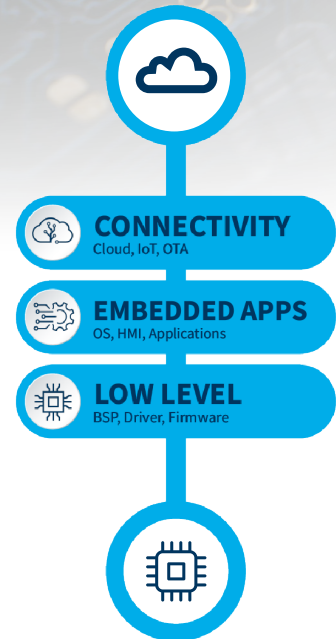 CONNECTIVITY
Cloud, IoT, OTA
EMBEDDED APPS
OS, HMI, Applications
LOW LEVEL
BSP, Driver, Firmware